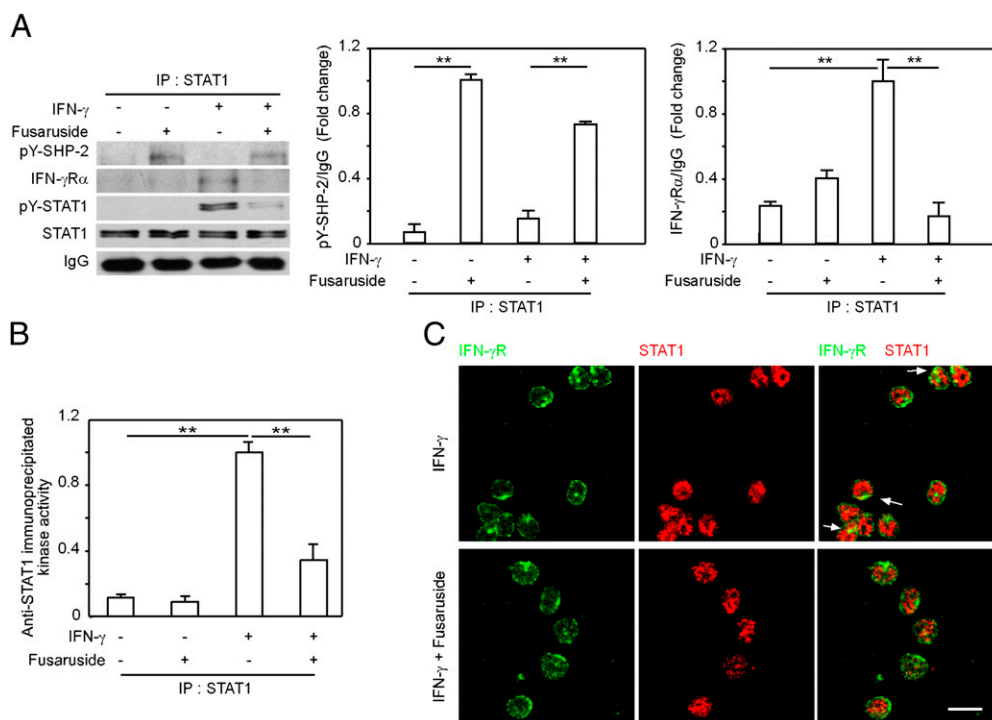 A
IP : STAT1
IFN-γ - - + +
Fusaruside - + - +
pY-SHP-2
IFN-γRα
pY-STAT1
STAT1
IgG
pY-SHP-2/IgG (Fold change)
1.2
0.8
0.4
0
** **
IFN-γ - - + +
Fusaruside - + - +
IP : STAT1
IFN-γRα/IgG (Fold change)
1.2
0.8
0.4
0
** **
- - + +
- + - +
IP : STAT1
B
Anti-STAT1 immunoprecipitated
kinase activity
1.2
0.8
0.4
0
** **
IFN-γ - - + +
Fusaruside - + - +
IP : STAT1
C
IFN-γR STAT1 IFN-γR STAT1
IFN-γ
IFN-γ + Fusaruside